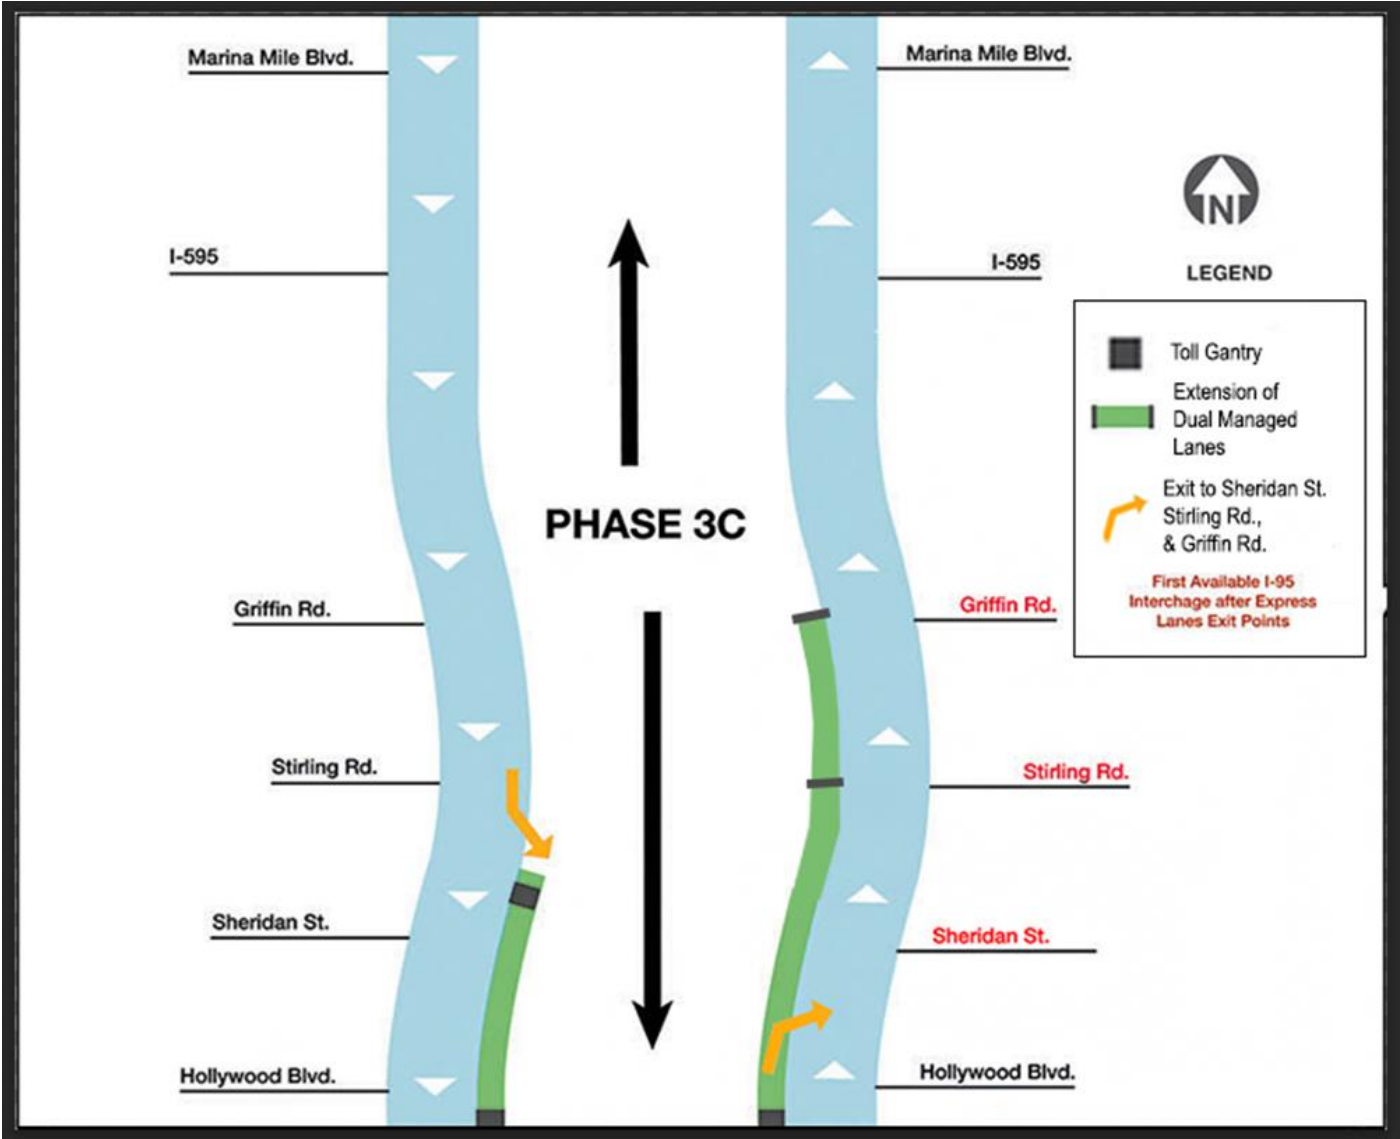 Marina Mile Blvd.
Marina Mile Blvd.
N
I-595
I-595
LEGEND
Toll Gantry
Extension of
Dual Managed
Lanes
Exit to Sheridan St.
Stirling Rd.,
& Griffin Rd.
First Available I-95
Interchage after Express
Lanes Exit Points
PHASE 3C
Griffin Rd.
Griffin Rd.
Stirling Rd.
Stirling Rd.
Sheridan St.
Sheridan St.
Hollywood Blvd.
Hollywood Blvd.